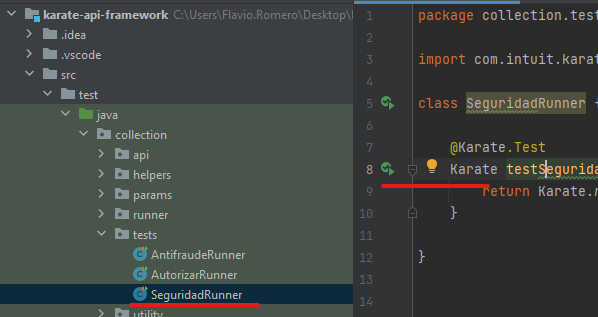 karate-api-framework C:\Users\Flavio.Romero\Desktop\
.idea
.vscode
src
test
java
collection
api
helpers
params
runner
tests
AntifraudeRunner
AutorizarRunner
SeguridadRunner
utility
1 package collection.test
2
3 import com.intuit.karat
4
5 class SeguridadRunner
6
7 @Karate.Test
8 Karate testSegurida
9 return Karate.
10 }
11
12 }
13
14